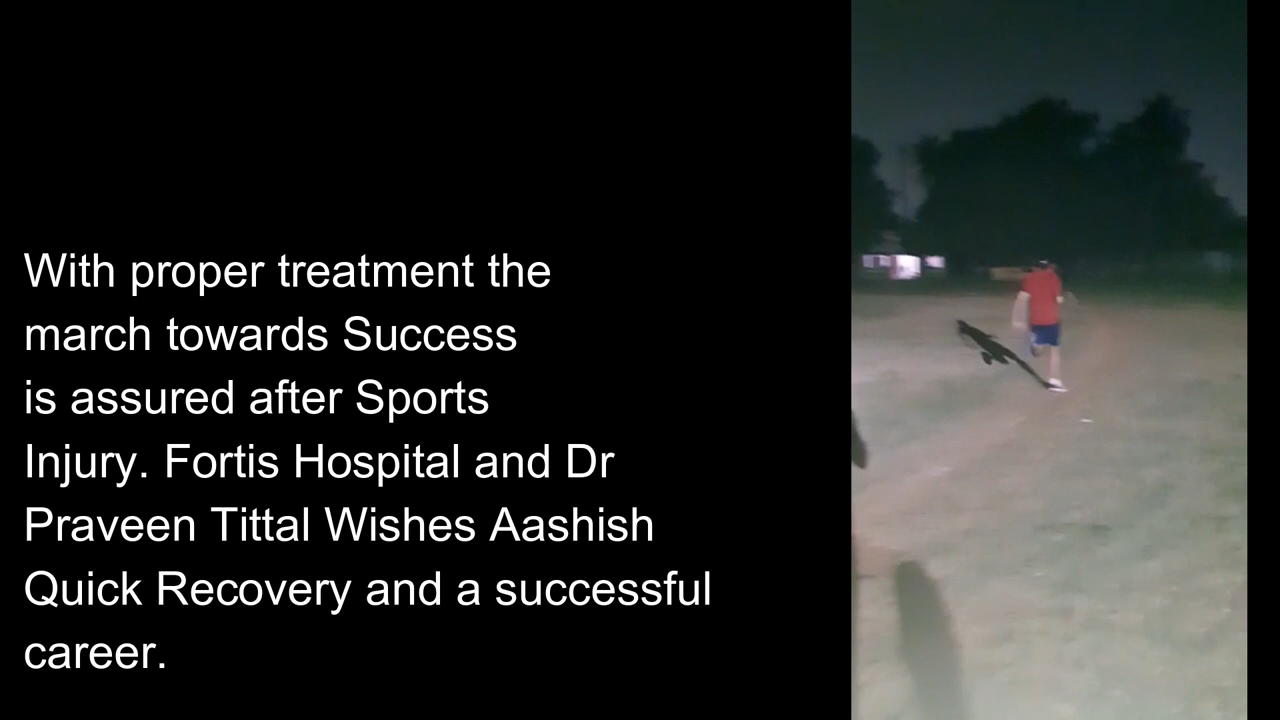 With proper treatment the
march towards Success
is assured after Sports
Injury. Fortis Hospital and Dr
Praveen Tittal Wishes Aashish
Quick Recovery and a successful
career.